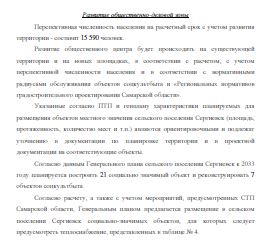 Развитие общественно-деловой зоны
Перспективная численность населения на расчетный срок с учетом развития
территории - составит 15 590 человек.
Развитие общественного центра будет происходить на существующей
территории и на новых площадках, в соответствии с расчетом, с учетом
перспективной численности населения и в соответствии с нормативными
радиусами обслуживания объектов соцкультбыта и «Региональных нормативов
градостроительного проектирования Самарской области».
Указанные согласно ПТП и генплану характеристики планируемых для
размещения объектов местного значения сельского поселения Сергиевск (площадь,
протяженность, количество мест и т.п.) являются ориентировочными и подлежат
уточнению в документации по планировке территории и в проектной
документации на соответствующие объекты.
Согласно данным Генерального плана сельского поселения Сергиевск к 2033
году планируется построить 21 социально значимый объект и реконструировать 7
объектов соцкультбыта.
Согласно расчету, а также с учетом мероприятий, предусмотренных СТП
Самарской области, Генеральным планом предлагается размещение в сельском
поселении Сергиевск социально-значимых объектов, для которых следует
предусмотреть теплоснабжение, представленных в таблице № 4.